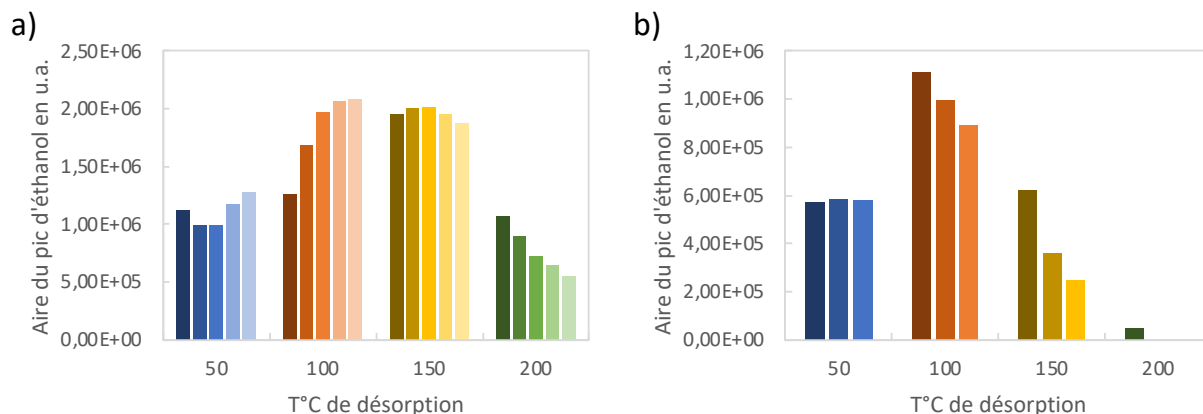 a)
Aire du pic d'éthanol en u.a.
2,50E+06
2,00E+06
1,50E+06
1,00E+06
5,00E+05
0,00E+00
50 100 150 200
T°C de désorption
b)
Aire du pic d'éthanol en u.a.
1,20E+06
1,00E+06
8,00E+05
6,00E+05
4,00E+05
2,00E+05
0,00E+00
50 100 150 200
T°C de désorption